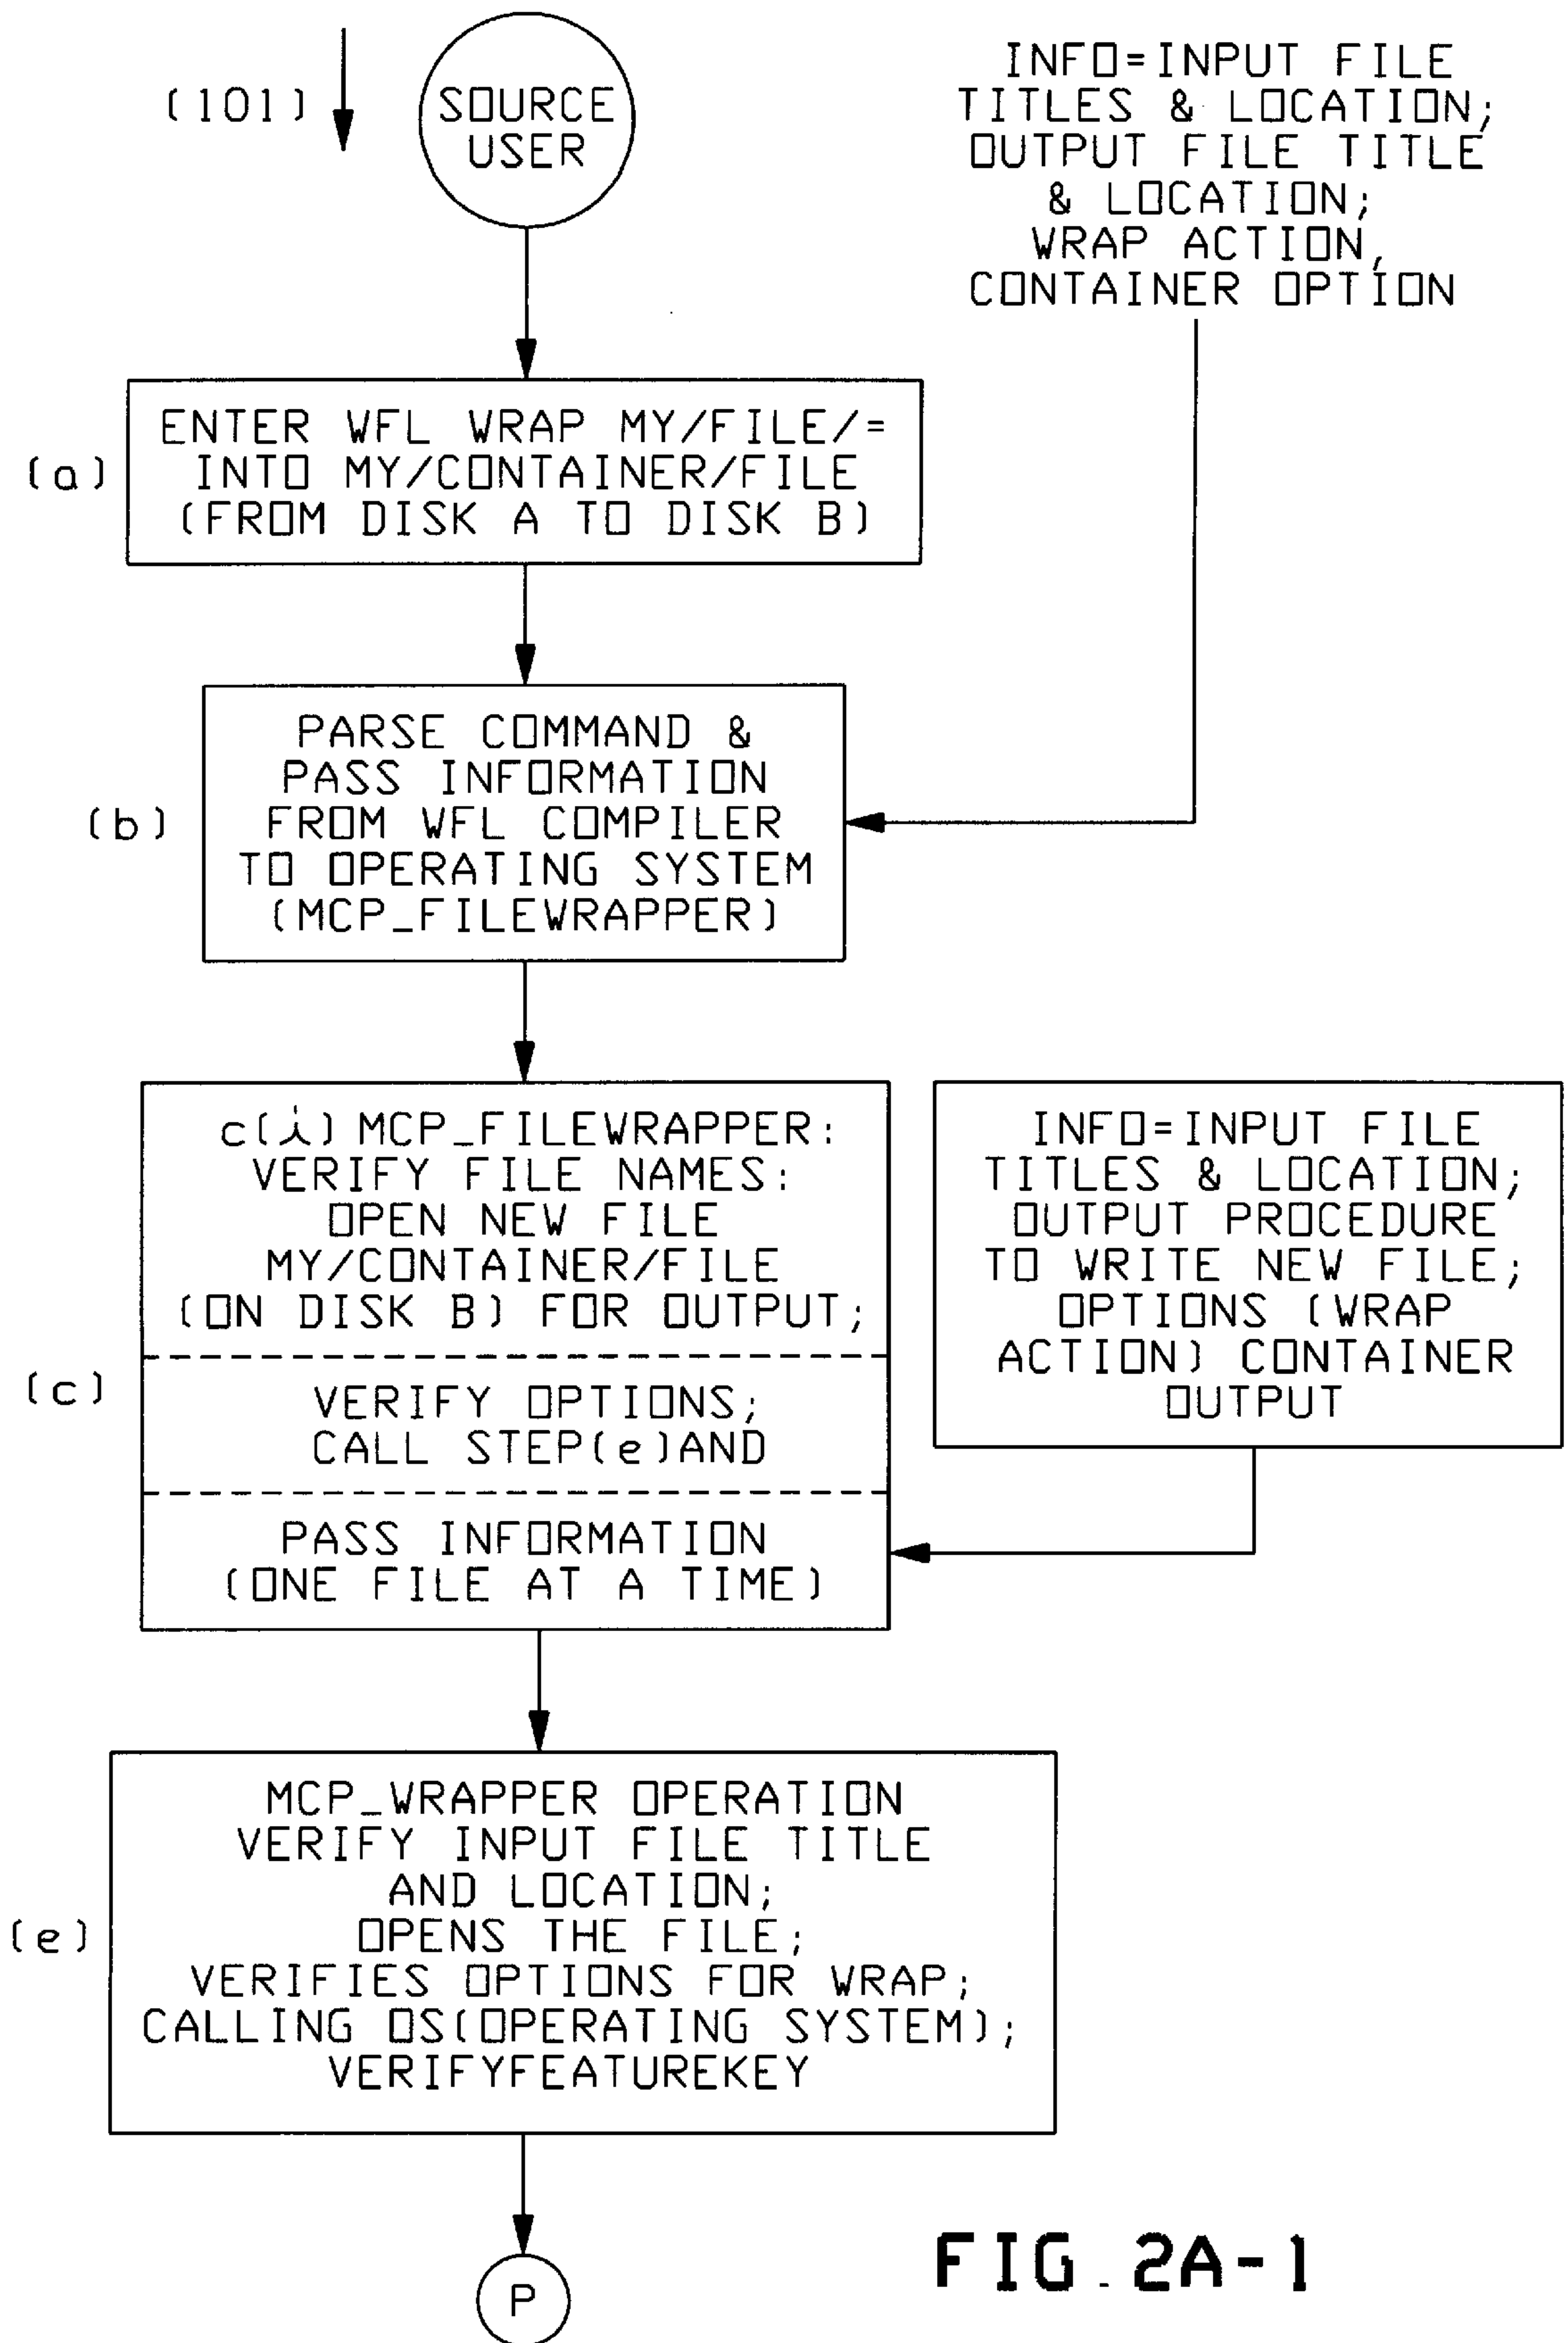 (101)
SOURCE
USER
INFO=INPUT FILE
TITLES & LOCATION;
OUTPUT FILE TITLE
& LOCATION;
WRAP ACTION,
CONTAINER OPTION
(a)
ENTER WFL WRAP MY/FILE/=
INTO MY/CONTAINER/FILE
(FROM DISK A TO DISK B)
(b)
PARSE COMMAND &
PASS INFORMATION
FROM WFL COMPILER
TO OPERATING SYSTEM
(MCP_FILEWRAPPER)
(c)
c(i) MCP_FILEWRAPPER:
VERIFY FILE NAMES:
OPEN NEW FILE
MY/CONTAINER/FILE
(ON DISK B) FOR OUTPUT;
VERIFY OPTIONS;
CALL STEP(e)AND
PASS INFORMATION
(ONE FILE AT A TIME)
INFO=INPUT FILE
TITLES & LOCATION;
OUTPUT PROCEDURE
TO WRITE NEW FILE;
OPTIONS (WRAP
ACTION) CONTAINER
OUTPUT
(e)
MCP_WRAPPER OPERATION
VERIFY INPUT FILE TITLE
AND LOCATION;
OPENS THE FILE;
VERIFIES OPTIONS FOR WRAP;
CALLING OS(OPERATING SYSTEM);
VERIFYFEATUREKEY
P
FIG. 2A-1